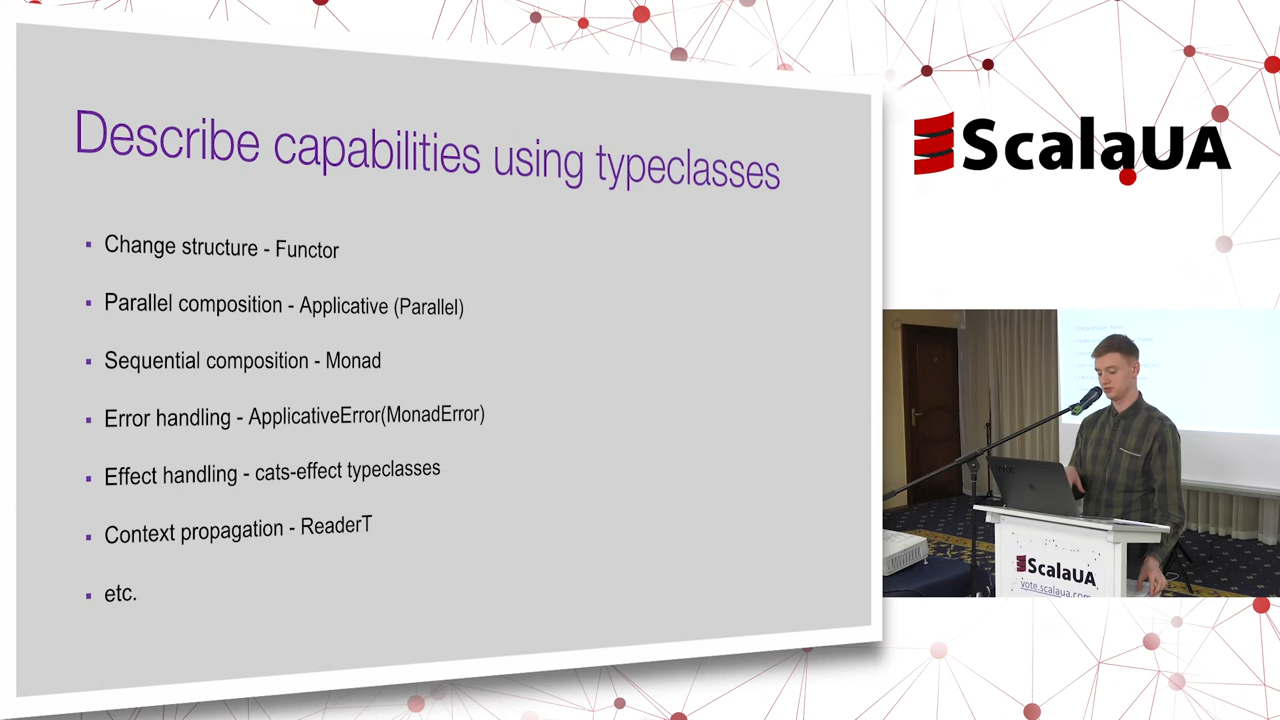 Describe capabilities using typeclasses
▪ Change structure - Functor
▪ Parallel composition - Applicative (Parallel)
▪ Sequential composition - Monad
▪ Error handling - ApplicativeError(MonadError)
▪ Effect handling - cats-effect typeclasses
▪ Context propagation - ReaderT
▪ etc.
ScalaUA
ScalaUA
vote.scalaua.com